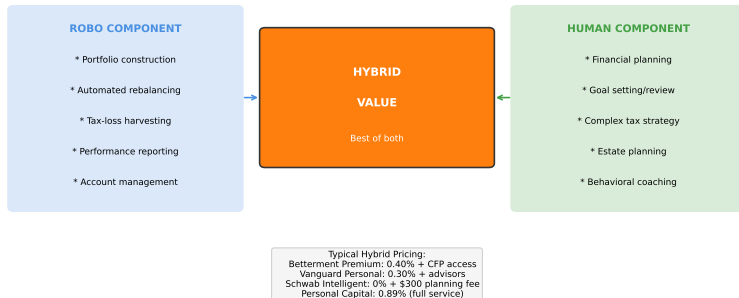 ROBO COMPONENT
* Portfolio construction
* Automated rebalancing
* Tax-loss harvesting
* Performance reporting
* Account management
HYBRID
VALUE
Best of both
HUMAN COMPONENT
* Financial planning
* Goal setting/review
* Complex tax strategy
* Estate planning
* Behavioral coaching
Typical Hybrid Pricing:
Betterment Premium: 0.40% + CFP access
Vanguard Personal: 0.30% + advisors
Schwab Intelligent: 0% + $300 planning fee
Personal Capital: 0.89% (full service)